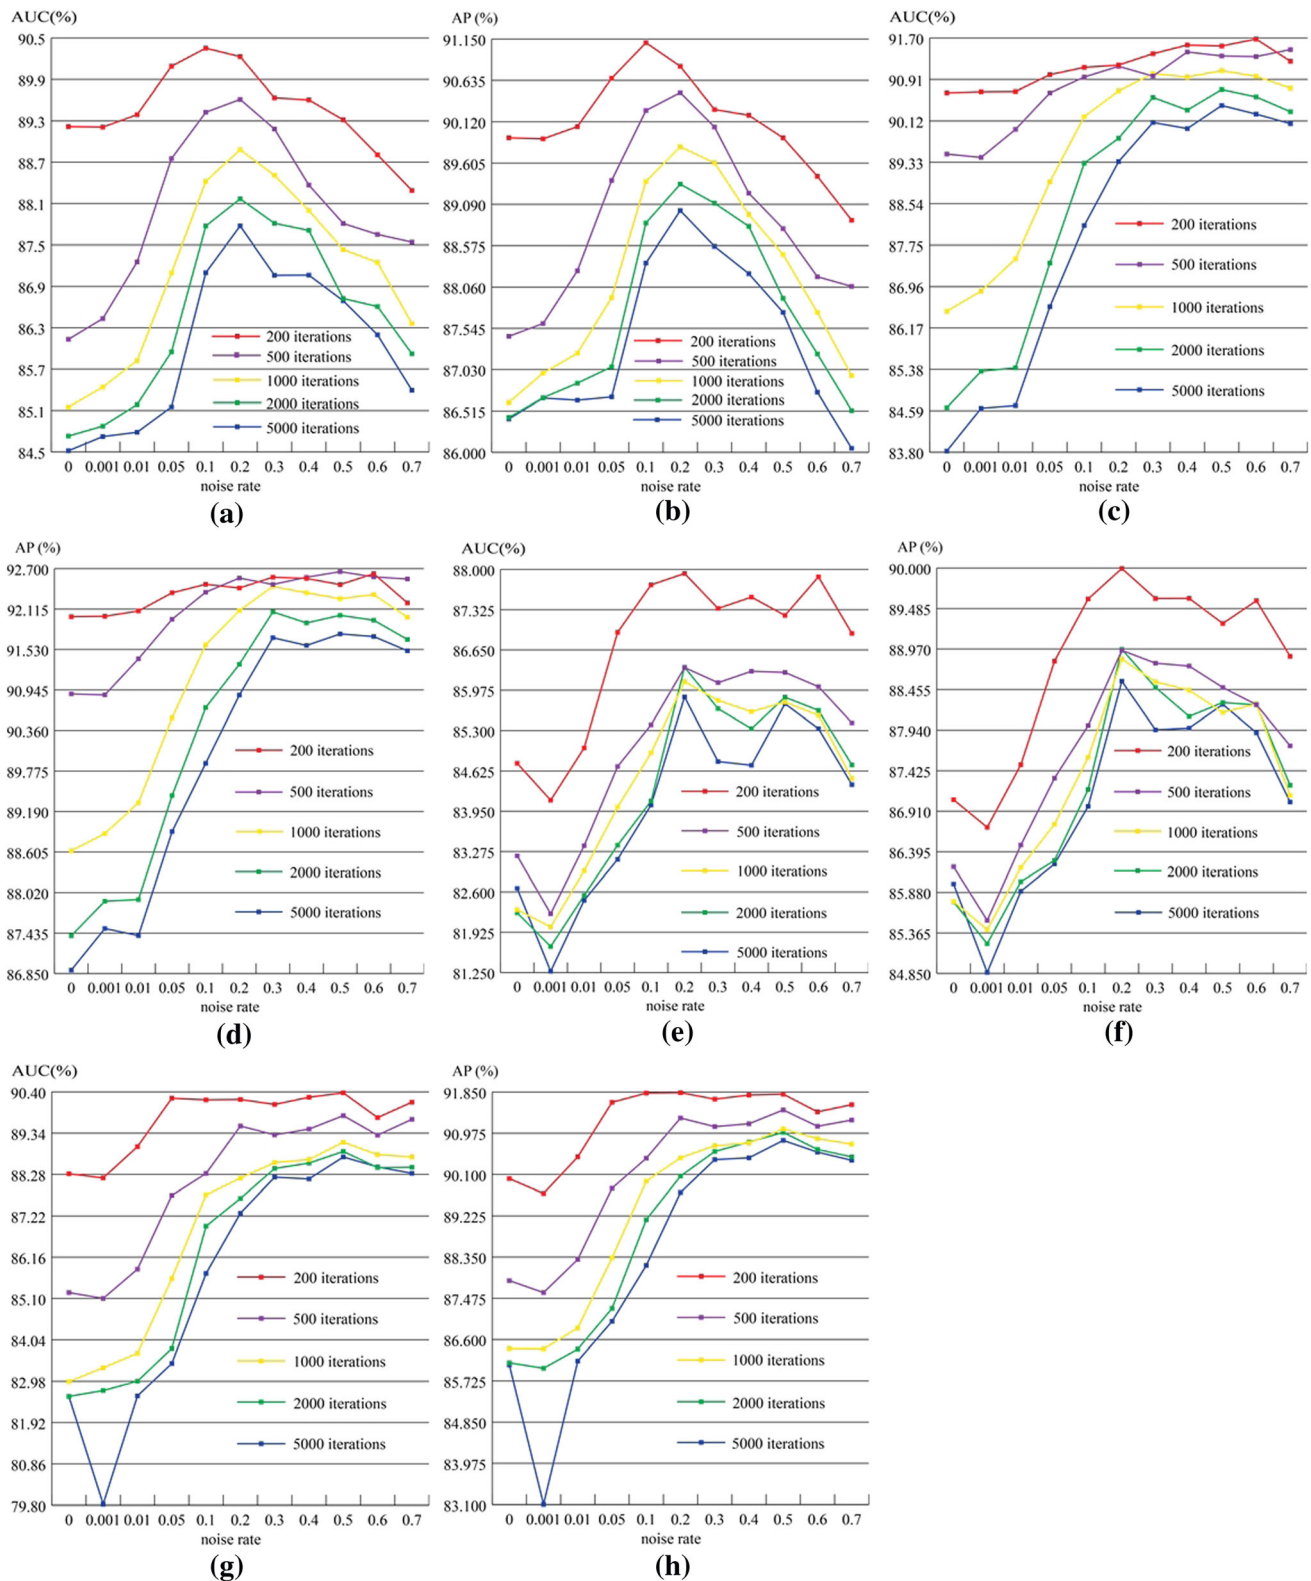 AUC(%)
90.5
89.9
89.3
88.7
88.1
87.5
86.9
86.3
85.7
85.1
84.5
200 iterations
500 iterations
1000 iterations
2000 iterations
5000 iterations
0 0.001 0.01 0.05 0.1 0.2 0.3 0.4 0.5 0.6 0.7
noise rate
(a)
AP (%)
91.150
90.635
90.120
89.605
89.090
88.575
88.060
87.545
87.030
86.515
86.000
200 iterations
500 iterations
1000 iterations
2000 iterations
5000 iterations
0 0.001 0.01 0.05 0.1 0.2 0.3 0.4 0.5 0.6 0.7
noise rate
(b)
AUC(%)
91.70
90.91
90.12
89.33
88.54
87.75
86.96
86.17
85.38
84.59
83.80
200 iterations
500 iterations
1000 iterations
2000 iterations
5000 iterations
0 0.001 0.01 0.05 0.1 0.2 0.3 0.4 0.5 0.6 0.7
noise rate
(c)
AP (%)
92.700
92.115
91.530
90.945
90.360
89.775
89.190
88.605
88.020
87.435
86.850
200 iterations
500 iterations
1000 iterations
2000 iterations
5000 iterations
0 0.001 0.01 0.05 0.1 0.2 0.3 0.4 0.5 0.6 0.7
noise rate
(d)
AUC(%)
88.000
87.325
86.650
85.975
85.300
84.625
83.950
83.275
82.600
81.925
81.250
200 iterations
500 iterations
1000 iterations
2000 iterations
5000 iterations
0 0.001 0.01 0.05 0.1 0.2 0.3 0.4 0.5 0.6 0.7
noise rate
(e)
AP (%)
90.000
89.485
88.970
88.455
87.940
87.425
86.910
86.395
85.880
85.365
84.850
200 iterations
500 iterations
1000 iterations
2000 iterations
5000 iterations
0 0.001 0.01 0.05 0.1 0.2 0.3 0.4 0.5 0.6 0.7
noise rate
(f)
AUC(%)
90.40
89.34
88.28
87.22
86.16
85.10
84.04
82.98
81.92
80.86
79.80
200 iterations
500 iterations
1000 iterations
2000 iterations
5000 iterations
0 0.001 0.01 0.05 0.1 0.2 0.3 0.4 0.5 0.6 0.7
noise rate
(g)
AP (%)
91.850
90.975
90.100
89.225
88.350
87.475
86.600
85.725
84.850
83.975
83.100
200 iterations
500 iterations
1000 iterations
2000 iterations
5000 iterations
0 0.001 0.01 0.05 0.1 0.2 0.3 0.4 0.5 0.6 0.7
noise rate
(h)